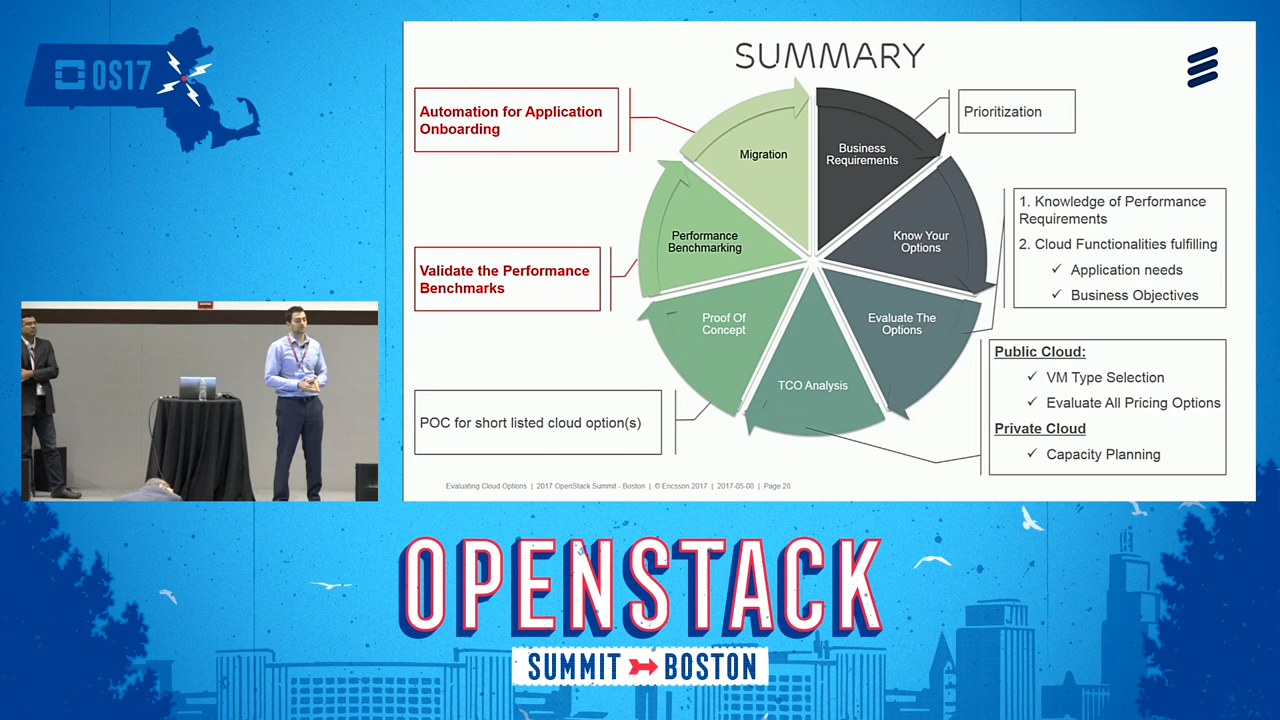 OS17
SUMMARY
Automation for Application
Onboarding
Migration
Business
Requirements
Prioritization
Performance
Benchmarking
Know Your
Options
1. Knowledge of Performance
Requirements
2. Cloud Functionalities fulfilling
✓ Application needs
✓ Business Objectives
Validate the Performance
Benchmarks
Proof Of
Concept
Evaluate The
Options
TCO Analysis
Public Cloud:
✓ VM Type Selection
✓ Evaluate All Pricing Options
Private Cloud
✓ Capacity Planning
POC for short listed cloud option(s)
Evaluating Cloud Options | 2017 OpenStack Summit - Boston | © Ericsson 2017 | 2017-05-08 | Page 28
OPENSTACK
SUMMIT BOSTON